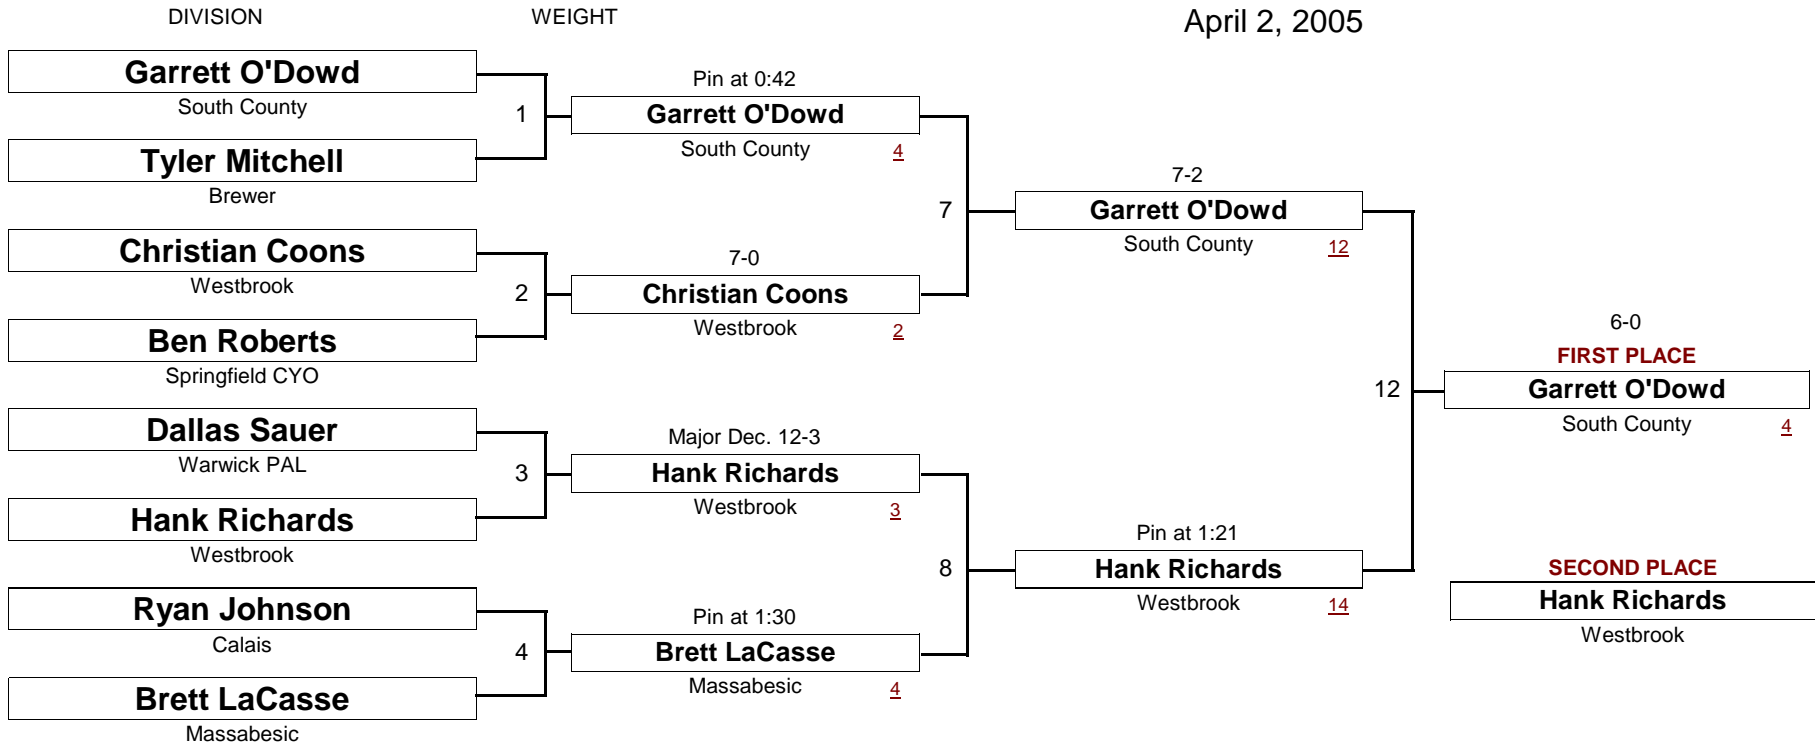 DIVISION
WEIGHT
April 2, 2005
Garrett O'Dowd
South County
1
Tyler Mitchell
Brewer
Christian Coons
Westbrook
2
Ben Roberts
Springfield CYO
Dallas Sauer
Warwick PAL
3
Hank Richards
Westbrook
Ryan Johnson
Calais
4
Brett LaCasse
Massabesic
Pin at 0:42
Garrett O'Dowd
South County 4
7
7-0
Christian Coons
Westbrook 2
Major Dec. 12-3
Hank Richards
Westbrook 3
8
Pin at 1:30
Brett LaCasse
Massabesic 4
7-2
Garrett O'Dowd
South County 12
12
Pin at 1:21
Hank Richards
Westbrook 14
6-0
FIRST PLACE
Garrett O'Dowd
South County 4
SECOND PLACE
Hank Richards
Westbrook